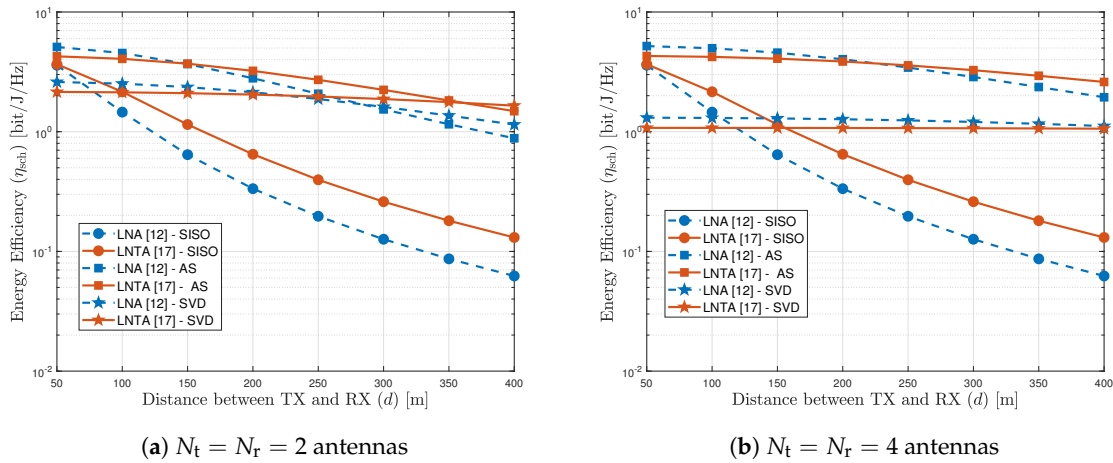 10^1
10^0
10^-1
10^-2
Energy Efficiency (η_sch) [bit/J/Hz]
LNA [12] - SISO
LNTA [17] - SISO
LNA [12] - AS
LNTA [17] - AS
LNA [12] - SVD
LNTA [17] - SVD
50 100 150 200 250 300 350 400
Distance between TX and RX (d) [m]
(a) N_t = N_r = 2 antennas
10^1
10^0
10^-1
10^-2
Energy Efficiency (η_sch) [bit/J/Hz]
LNA [12] - SISO
LNTA [17] - SISO
LNA [12] - AS
LNTA [17] - AS
LNA [12] - SVD
LNTA [17] - SVD
50 100 150 200 250 300 350 400
Distance between TX and RX (d) [m]
(b) N_t = N_r = 4 antennas